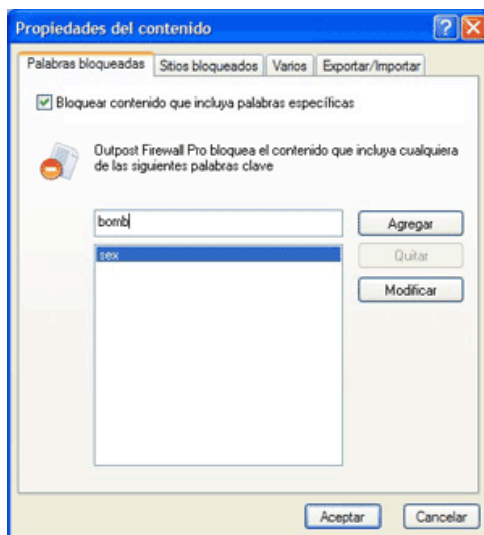 Propiedades del contenido
Palabras bloqueadas Sitios bloqueados Varios Exportar/Importar
Bloquear contenido que incluya palabras específicas
Outpost Firewall Pro bloquea el contenido que incluya cualquiera
de las siguientes palabras clave
bomb Agregar
sex Quitar
Modificar
Aceptar Cancelar